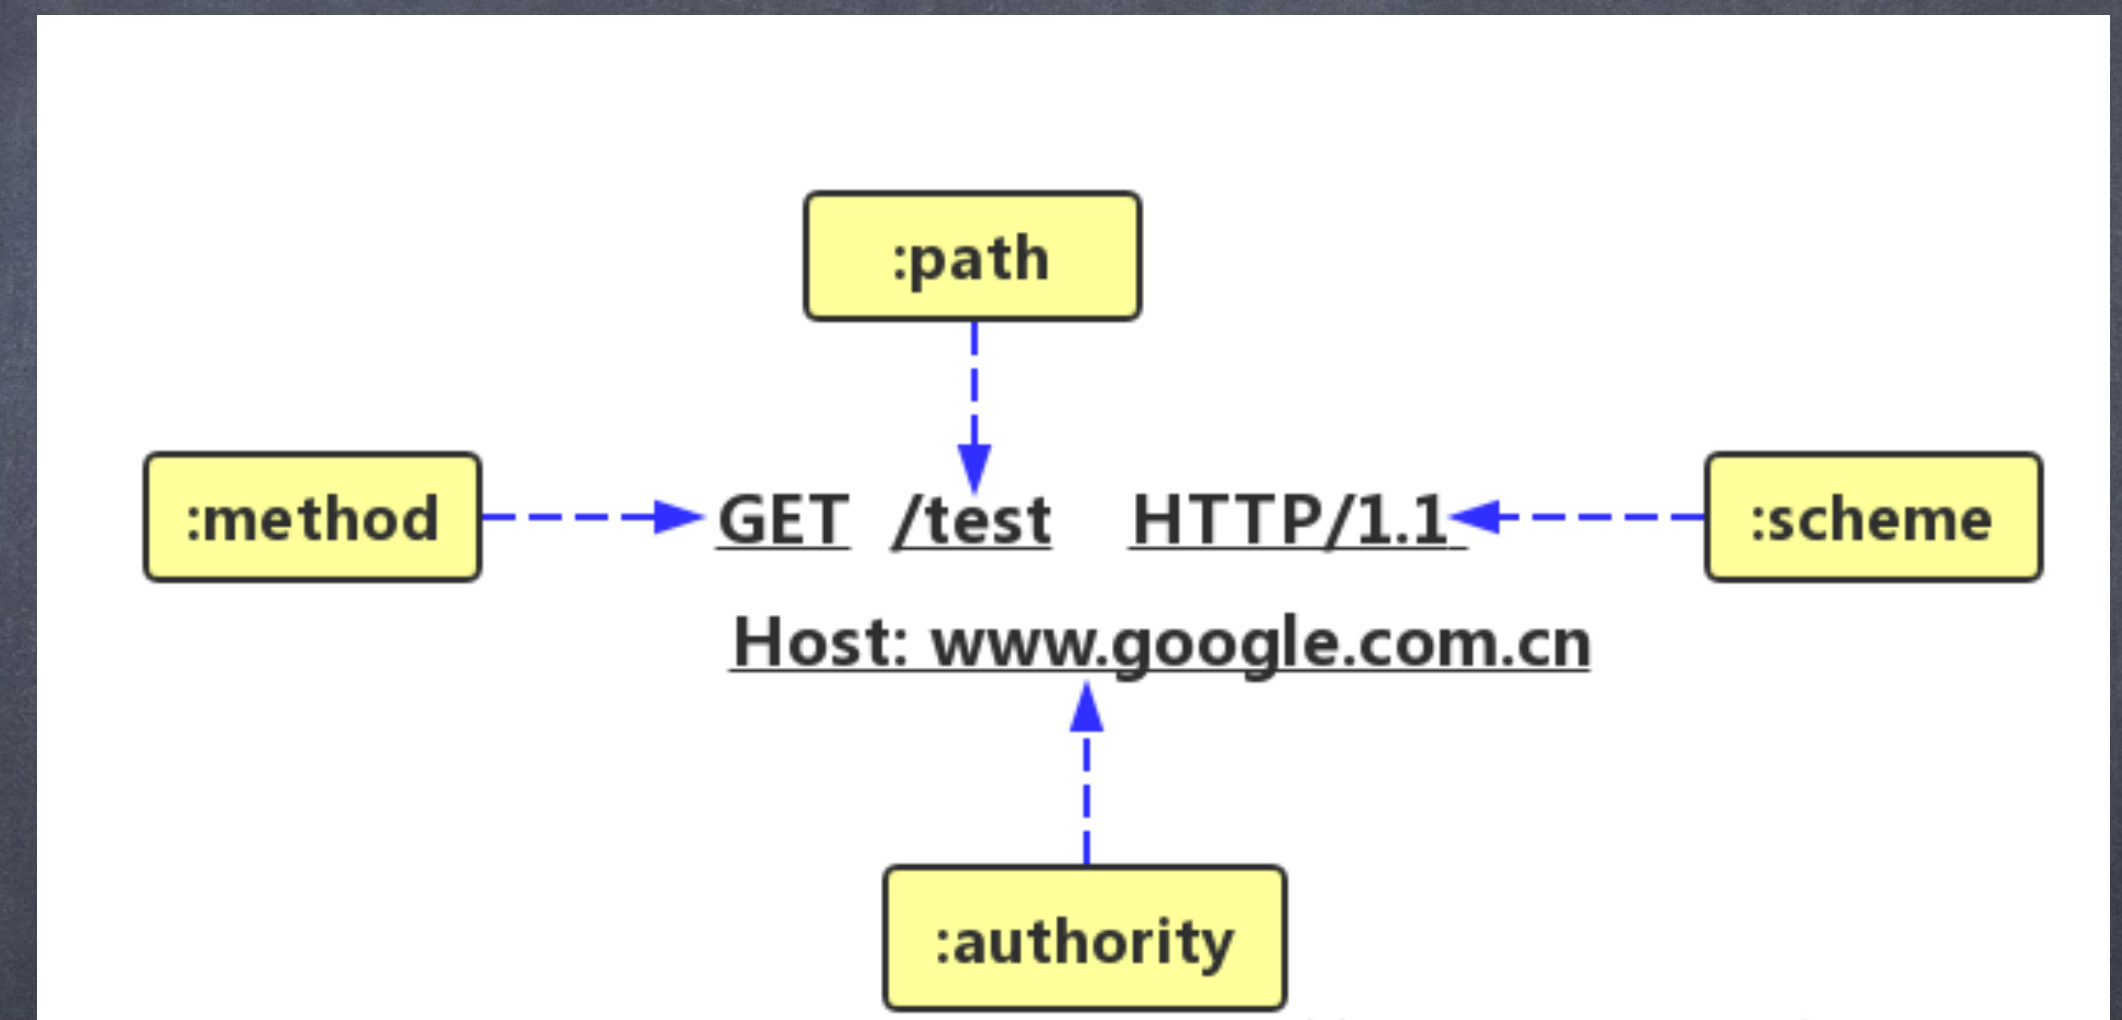 :path
:method GET /test HTTP/1.1 :scheme
Host: www.google.com.cn
:authority